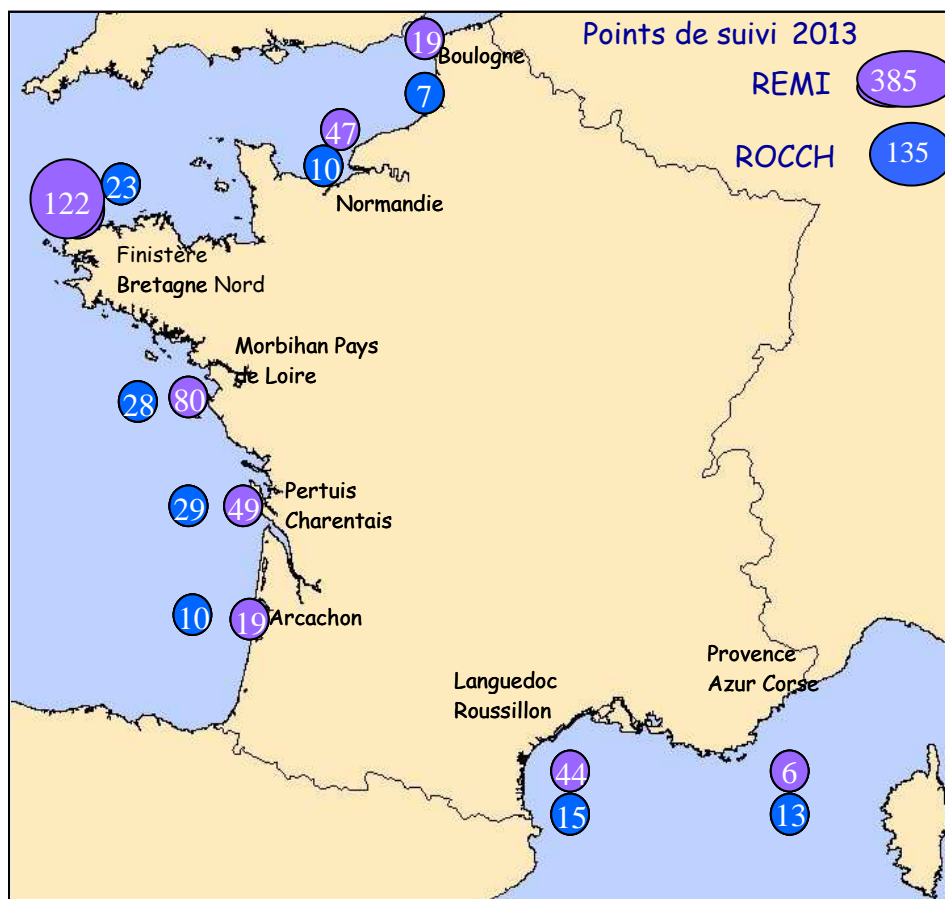 Points de suivi 2013
REMI 385
ROCCH 135
19
Boulogne
7
47
10
Normandie
122
23
Finistère
Bretagne Nord
Morbihan Pays
de Loire
28
80
Pertuis
Charentais
29
49
10
19
Arcachon
Provence
Azur Corse
Languedoc
Roussillon
44
15
6
13